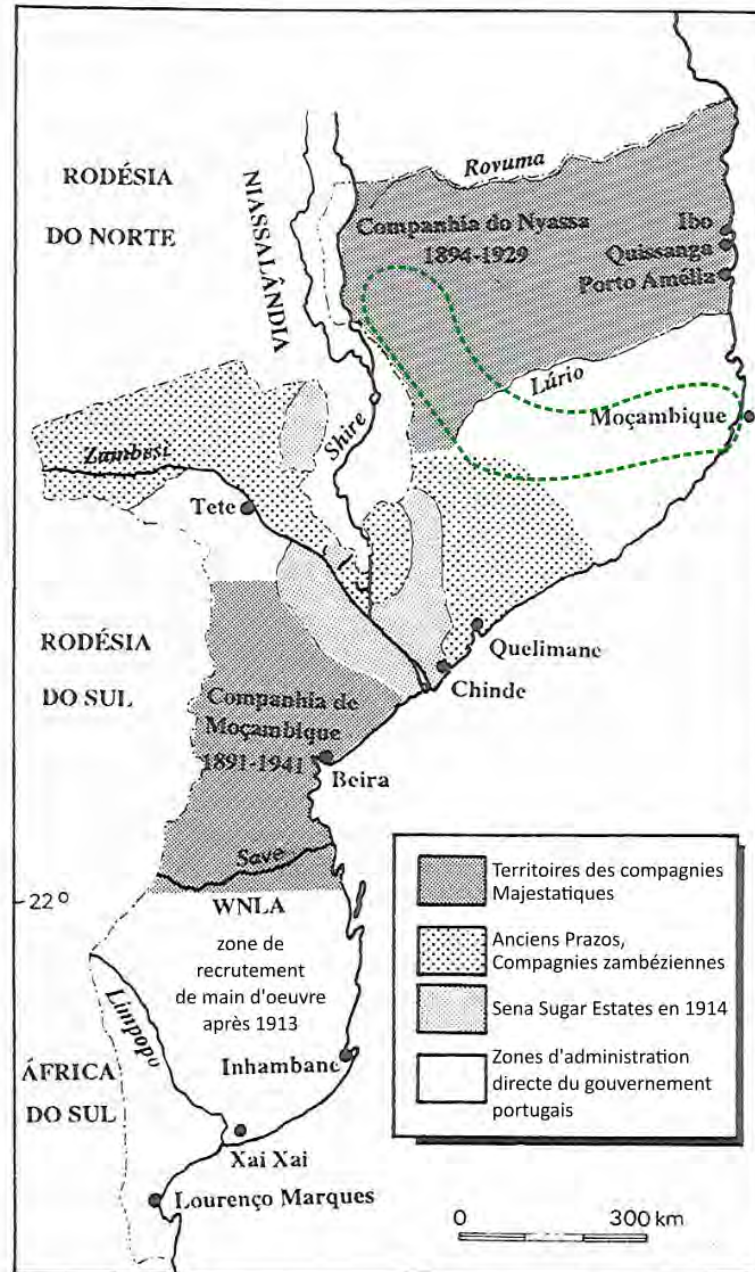 Rovuma
RODÉSIA
DO NORTE
NIASSALÂNDIA
Companhia do Nyassa
1894-1929
Ibo
Quissanga
Porto Amélia
Lúrio
Moçambique
Shire
Zambesi
Tete
RODÉSIA
DO SUL
Quelimane
Chinde
Companhia de
Moçambique
1891-1941
Beira
Save
22°
WNLA
zone de
recrutement
de main d'oeuvre
après 1913
Limpopo
Inhambane
ÁFRICA
DO SUL
Xai Xai
Lourenço Marques
Territoires des compagnies
Majestatiques
Anciens Prazos,
Compagnies zambéziennes
Sena Sugar Estates en 1914
Zones d'administration
directe du gouvernement
portugais
0 300 km